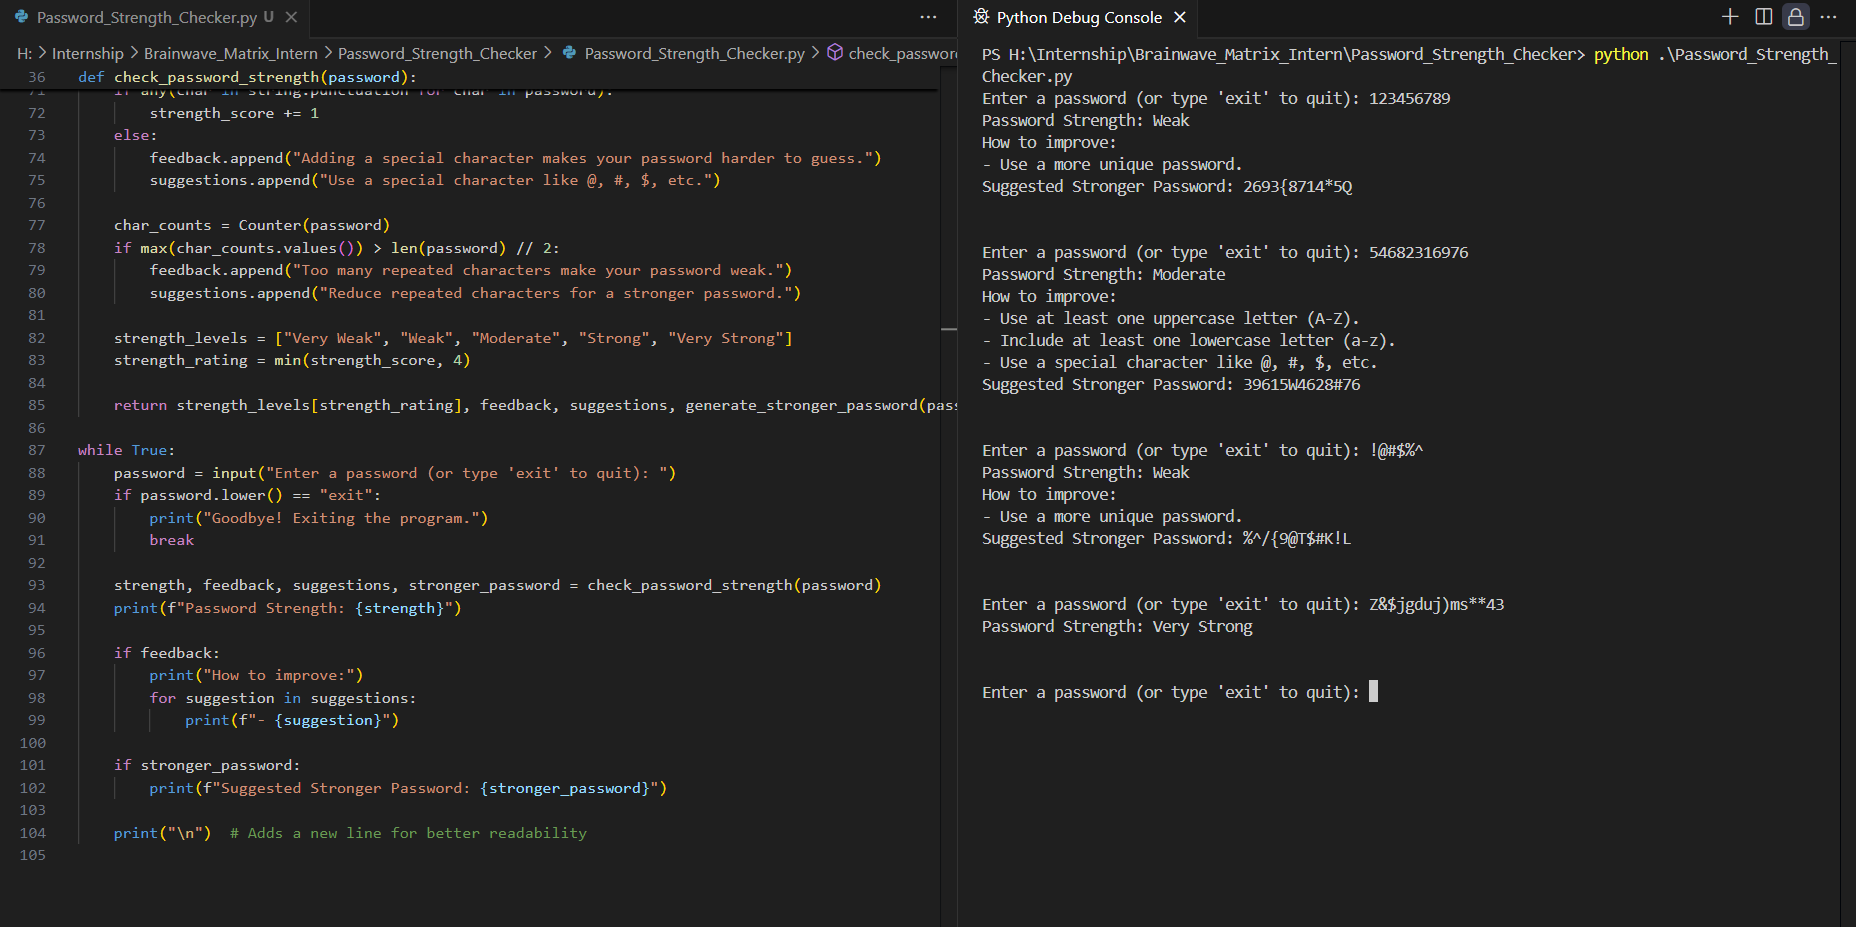 Password_Strength_Checker.py U
H: > Internship > Brainwave_Matrix_Intern > Password_Strength_Checker > Password_Strength_Checker.py > check_passwor
36 def check_password_strength(password):
71 if any(char in string.punctuation for char in password):
72 strength_score += 1
73 else:
74 feedback.append("Adding a special character makes your password harder to guess.")
75 suggestions.append("Use a special character like @, #, $, etc.")
76
77 char_counts = Counter(password)
78 if max(char_counts.values()) > len(password) // 2:
79 feedback.append("Too many repeated characters make your password weak.")
80 suggestions.append("Reduce repeated characters for a stronger password.")
81
82 strength_levels = ["Very Weak", "Weak", "Moderate", "Strong", "Very Strong"]
83 strength_rating = min(strength_score, 4)
84
85 return strength_levels[strength_rating], feedback, suggestions, generate_stronger_password(pas
86
87 while True:
88 password = input("Enter a password (or type 'exit' to quit): ")
89 if password.lower() == "exit":
90 print("Goodbye! Exiting the program.")
91 break
92
93 strength, feedback, suggestions, stronger_password = check_password_strength(password)
94 print(f"Password Strength: {strength}")
95
96 if feedback:
97 print("How to improve:")
98 for suggestion in suggestions:
99 print(f"- {suggestion}")
100
101 if stronger_password:
102 print(f"Suggested Stronger Password: {stronger_password}")
103
104 print("\n") # Adds a new line for better readability
105
Python Debug Console
PS H:\Internship\Brainwave_Matrix_Intern\Password_Strength_Checker> python .\Password_Strength_
Checker.py
Enter a password (or type 'exit' to quit): 123456789
Password Strength: Weak
How to improve:
- Use a more unique password.
Suggested Stronger Password: 2693{8714*5Q
Enter a password (or type 'exit' to quit): 54682316976
Password Strength: Moderate
How to improve:
- Use at least one uppercase letter (A-Z).
- Include at least one lowercase letter (a-z).
- Use a special character like @, #, $, etc.
Suggested Stronger Password: 39615W4628#76
Enter a password (or type 'exit' to quit): !@#$%^
Password Strength: Weak
How to improve:
- Use a more unique password.
Suggested Stronger Password: %^/{9@T$#K!L
Enter a password (or type 'exit' to quit): Z&$jgduj)ms**43
Password Strength: Very Strong
Enter a password (or type 'exit' to quit):